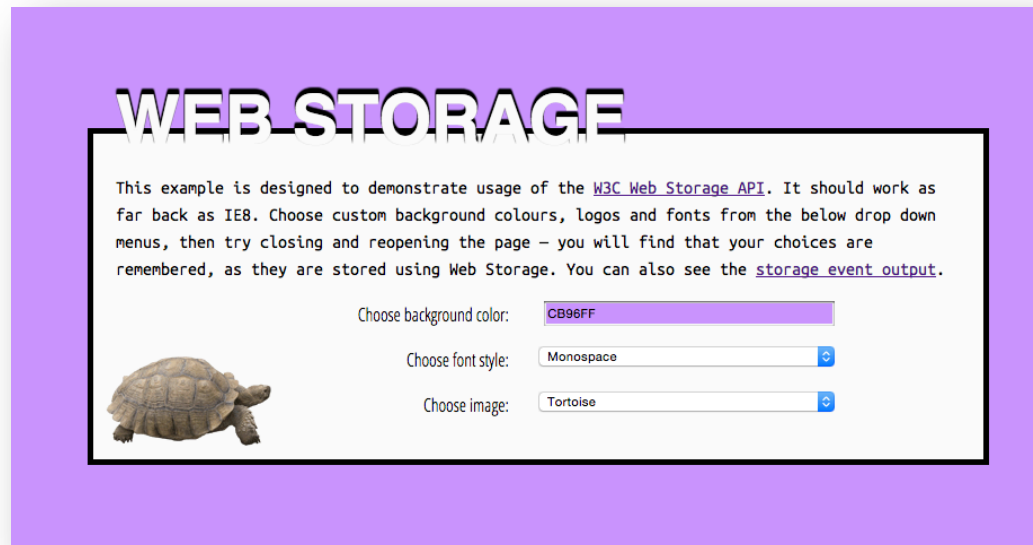 WEB STORAGE
This example is designed to demonstrate usage of the W3C Web Storage API. It should work as
far back as IE8. Choose custom background colours, logos and fonts from the below drop down
menus, then try closing and reopening the page – you will find that your choices are
remembered, as they are stored using Web Storage. You can also see the storage event output.
Choose background color: CB96FF
Choose font style: Monospace
Choose image: Tortoise